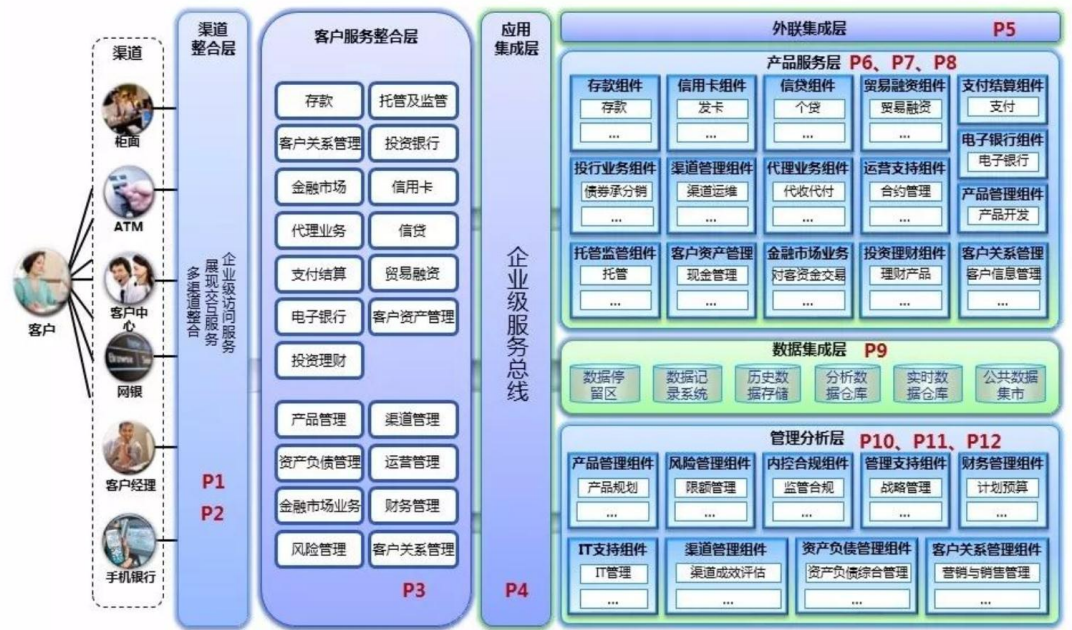 渠道
柜面
ATM
客户中
心
网银
客户经理
手机银行
客户
渠道
整合层
企业级访问服务
展现交互服务
多渠道整合
P1
P2
客户服务整合层
存款
托管及监管
客户关系管理
投资银行
金融市场
信用卡
代理业务
信贷
支付结算
贸易融资
电子银行
客户资产管理
投资理财
产品管理
渠道管理
资产负债管理
运营管理
金融市场业务
财务管理
风险管理
客户关系管理
P3
应用
集成层
企业级服务总线
P4
外联集成层
P5
产品服务层
P6、P7、P8
存款组件
存款
...
信用卡组件
发卡
...
信贷组件
个贷
...
贸易融资组件
贸易融资
...
支付结算组件
支付
电子银行组件
电子银行
产品管理组件
产品开发
投行业务组件
债券承分销
...
渠道管理组件
渠道运维
...
代理业务组件
代收代付
...
运营支持组件
合约管理
...
托管监管组件
托管
...
客户资产管理
现金管理
...
金融市场业务
对客资金交易
...
投资理财组件
理财产品
...
客户关系管理
客户信息管理
...
数据集成层
P9
数据停
留区
数据记
录系统
历史数
据存储
分析数
据仓库
实时数
据仓库
公共数据
集市
管理分析层
P10、P11、P12
产品管理组件
产品规划
...
风险管理组件
限额管理
...
内控合规组件
监管合规
...
管理支持组件
战略管理
...
财务管理组件
计划预算
...
IT支持组件
IT管理
...
渠道管理组件
渠道成效评估
...
资产负债管理组件
资产负债综合管理
...
客户关系管理组件
营销与销售管理
...